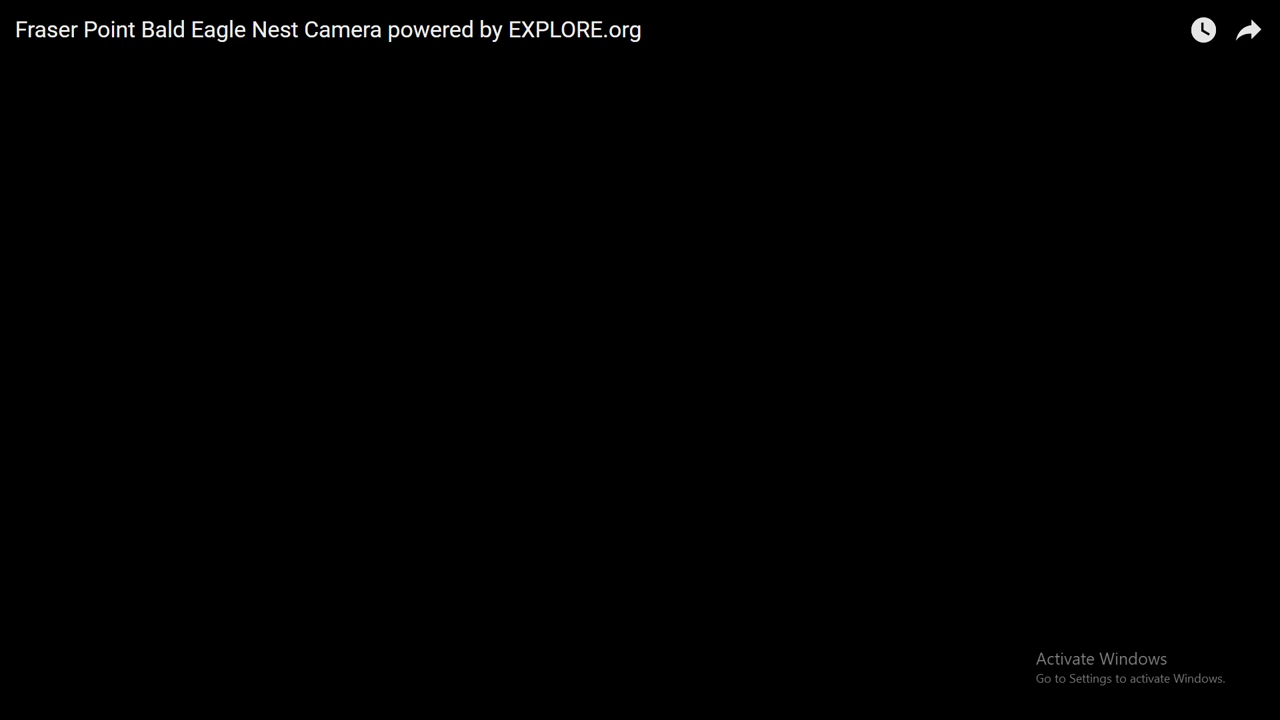 Fraser Point Bald Eagle Nest Camera powered by EXPLORE.org
Activate Windows
Go to Settings to activate Windows.